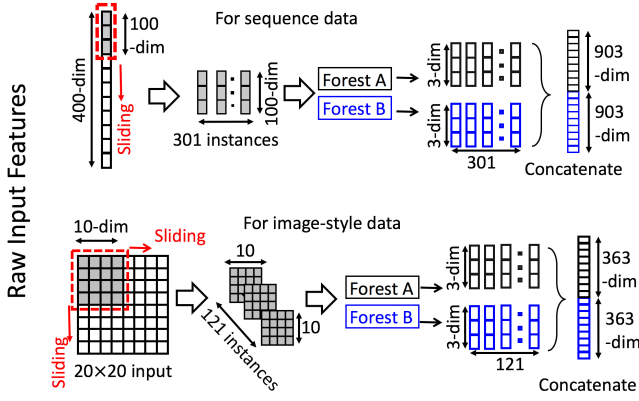 Raw Input Features
For sequence data
400-dim
100
-dim
Sliding
301 instances
100-dim
Forest A
Forest B
3-dim
3-dim
301
903
-dim
903
-dim
Concatenate
For image-style data
10-dim
Sliding
Sliding
20×20 input
10
10
121 instances
Forest A
Forest B
3-dim
3-dim
121
363
-dim
363
-dim
Concatenate